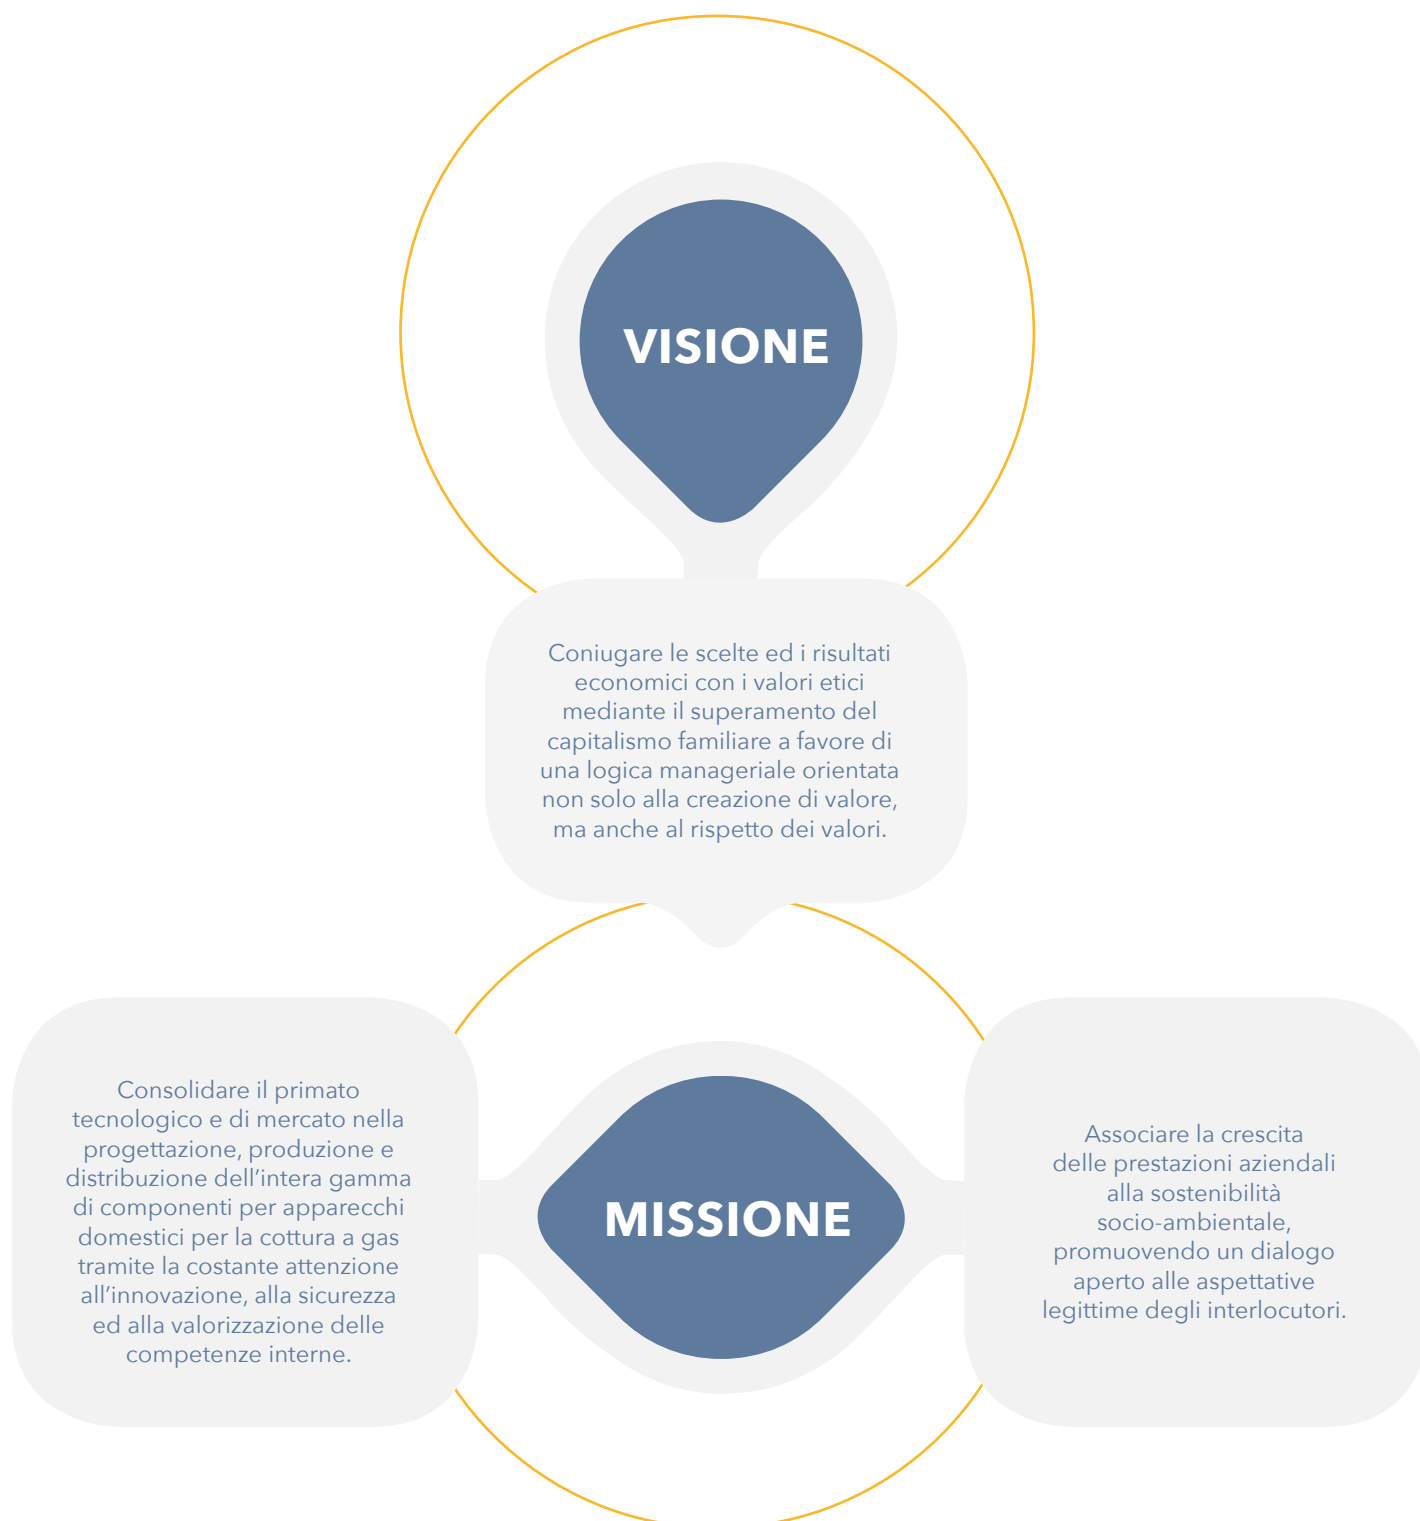 VISIONE
Coniugare le scelte ed i risultati
economici con i valori etici
mediante il superamento del
capitalismo familiare a favore di
una logica manageriale orientata
non solo alla creazione di valore,
ma anche al rispetto dei valori.
Consolidare il primato
tecnologico e di mercato nella
progettazione, produzione e
distribuzione dell’intera gamma
di componenti per apparecchi
domestici per la cottura a gas
tramite la costante attenzione
all’innovazione, alla sicurezza
ed alla valorizzazione delle
competenze interne.
MISSIONE
Associare la crescita
delle prestazioni aziendali
alla sostenibilità
socio-ambientale,
promuovendo un dialogo
aperto alle aspettative
legittime degli interlocutori.